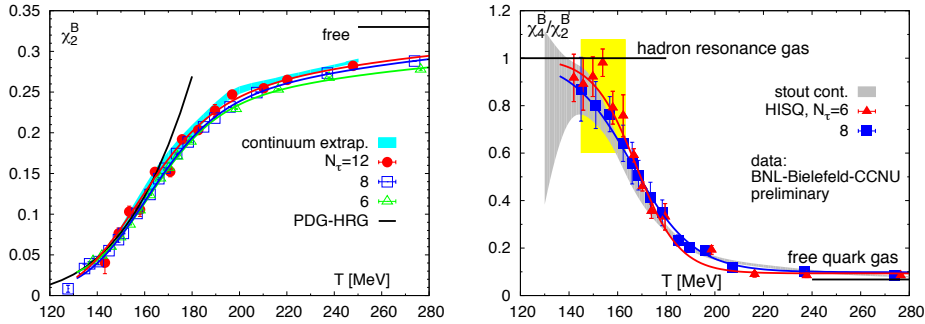 χ₂ᴮ
free
0.35
0.3
0.25
0.2
0.15
0.1
0.05
0
continuum extrap.
Nτ=12
8
6
PDG-HRG
T [MeV]
120 140 160 180 200 220 240 260 280
χ₄ᴮ/χ₂ᴮ
hadron resonance gas
1.2
1
0.8
0.6
0.4
0.2
0
stout cont.
HISQ, Nτ=6
8
data:
BNL-Bielefeld-CCNU
preliminary
free quark gas
T [MeV]
120 140 160 180 200 220 240 260 280